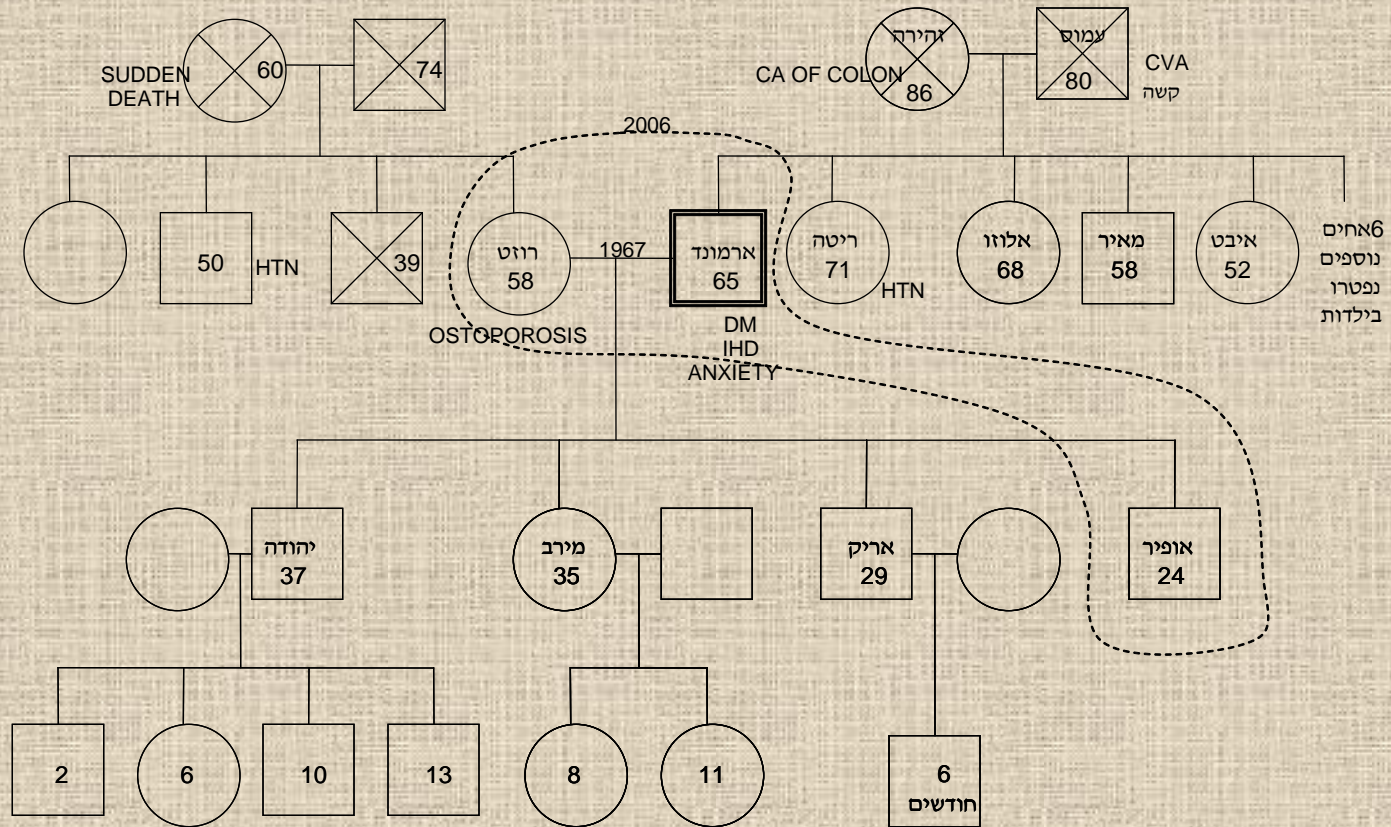 SUDDEN
DEATH
60
74
CA OF COLON
זהירה
86
עמוס
80
CVA
קשה
2006
50
HTN
39
רוזט
58
OSTOPOROSIS
1967
ארמונד
65
DM
IHD
ANXIETY
ריטה
71
HTN
אלוזו
68
מאיר
58
איבט
52
6אחים
נוספים
נפטרו
בילדות
יהודה
37
מירב
35
אריק
29
אופיר
24
2
6
10
13
8
11
6
חודשים